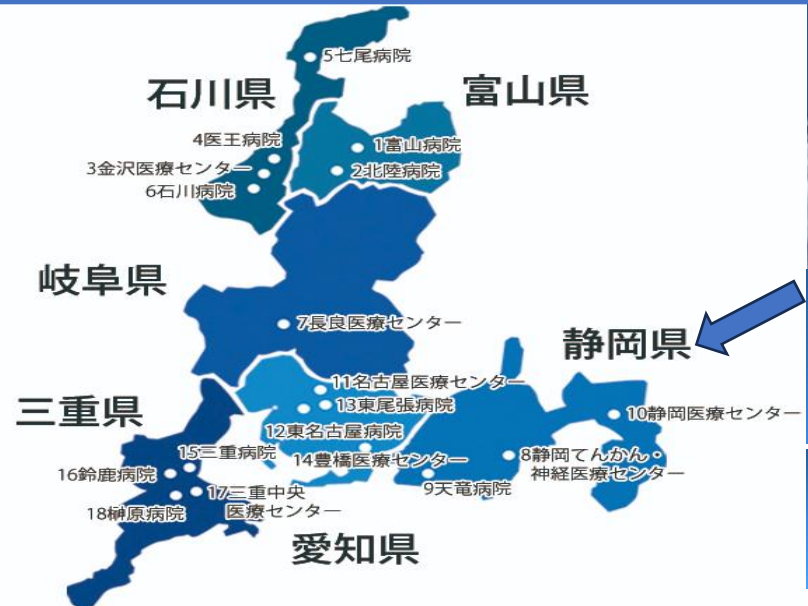 5七尾病院
石川県
富山県
4医王病院
1富山病院
3金沢医療センター
2北陸病院
6石川病院
岐阜県
7長良医療センター
静岡県
11名古屋医療センター
三重県
13東尾張病院
10静岡医療センター
12東名古屋病院
15三重病院
14豊橋医療センター
8静岡てんかん・
神経医療センター
16鈴鹿病院
9天竜病院
17三重中央
医療センター
18榊原病院
愛知県